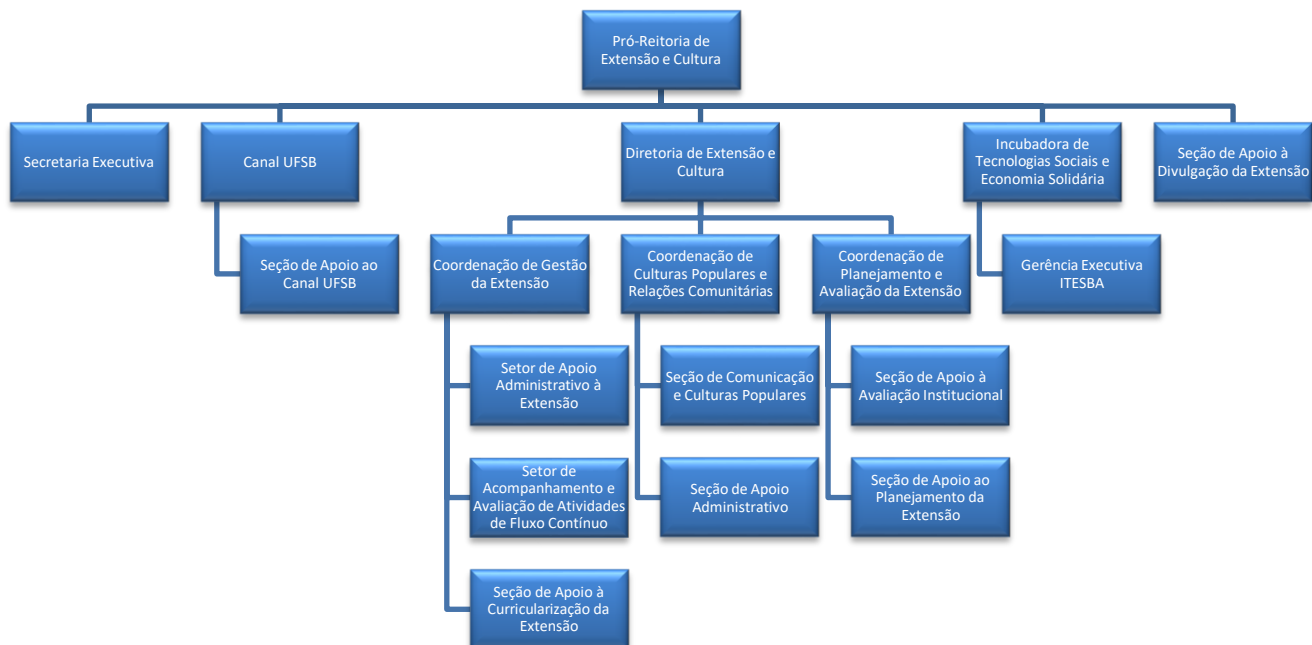 Pró-Reitoria de
Extensão e Cultura
Secretaria Executiva
Canal UFSB
Diretoria de Extensão e
Cultura
Incubadora de
Tecnologias Sociais e
Economia Solidária
Seção de Apoio à
Divulgação da Extensão
Seção de Apoio ao
Canal UFSB
Coordenação de Gestão
da Extensão
Coordenação de
Culturas Populares e
Relações Comunitárias
Coordenação de
Planejamento e
Avaliação da Extensão
Gerência Executiva
ITESBA
Setor de Apoio
Administrativo à
Extensão
Seção de Comunicação
e Culturas Populares
Seção de Apoio à
Avaliação Institucional
Setor de
Acompanhamento e
Avaliação de Atividades
de Fluxo Contínuo
Seção de Apoio
Administrativo
Seção de Apoio ao
Planejamento da
Extensão
Seção de Apoio à
Curricularização da
Extensão